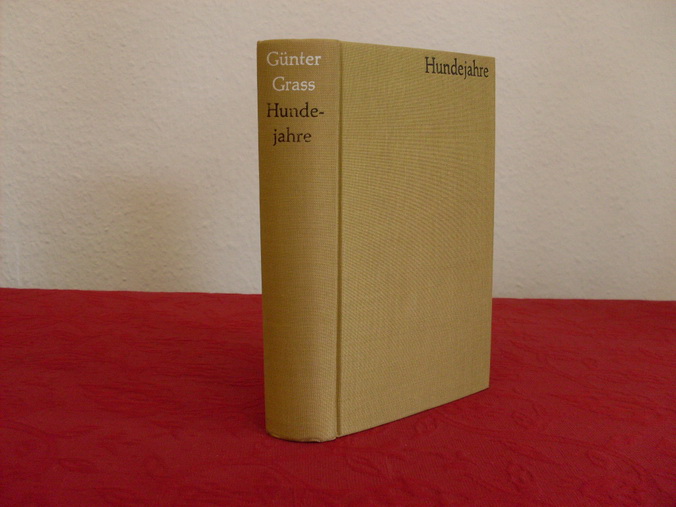 Günter
Grass
Hunde-
jahre
Hundejahre